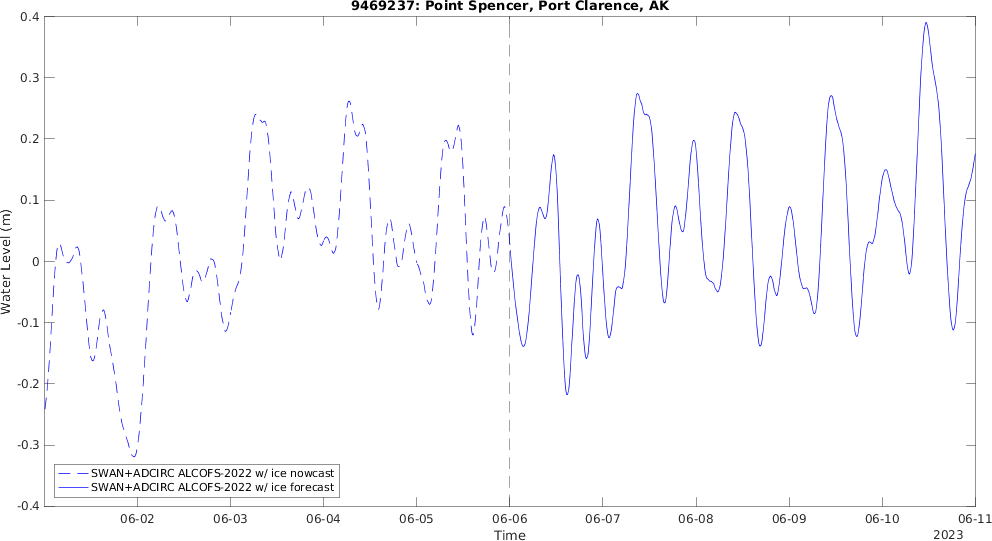 9469237: Point Spencer, Port Clarence, AK
0.4
0.3
0.2
0.1
0
-0.1
-0.2
-0.3
-0.4
Water Level (m)
SWAN+ADCIRC ALCOFS-2022 w/ ice nowcast
SWAN+ADCIRC ALCOFS-2022 w/ ice forecast
06-02 06-03 06-04 06-05 06-06 06-07 06-08 06-09 06-10 06-11
Time
2023